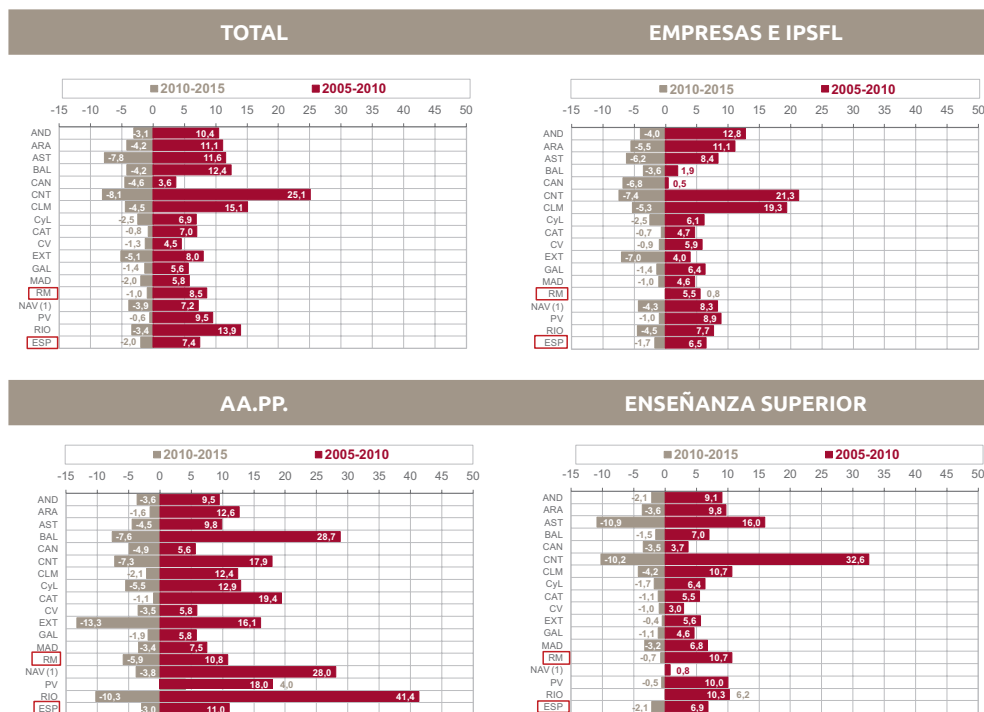 TOTAL
■2010-2015 ■2005-2010
-15 -10 -5 0 5 10 15 20 25 30 35 40 45 50
AND -3,1 10,4
ARA -4,2 11,1
AST -7,8 11,6
BAL -4,2 12,4
CAN -4,6 3,6
CNT -8,1 25,1
CLM -4,5 15,1
CyL -2,5 6,9
CAT -0,8 7,0
CV -1,3 4,5
EXT -5,1 8,0
GAL -1,4 5,6
MAD -2,0 5,8
RM -1,0 8,5
NAV (1) -3,9 7,2
PV -0,6 9,5
RIO -3,4 13,9
ESP -2,0 7,4
EMPRESAS E IPSFL
■2010-2015 ■2005-2010
-15 -10 -5 0 5 10 15 20 25 30 35 40 45 50
AND -4,0 12,8
ARA -5,5 11,1
AST -6,2 8,4
BAL -3,6 1,9
CAN -6,8 0,5
CNT -7,4 21,3
CLM -5,3 19,3
CyL -2,5 6,1
CAT -0,7 4,7
CV -0,9 5,9
EXT -7,0 4,0
GAL -1,4 6,4
MAD -1,0 4,6
RM 5,5 0,8
NAV (1) -4,3 8,3
PV -1,0 8,9
RIO -4,5 7,7
ESP -1,7 6,5
AA.PP.
■2010-2015 ■2005-2010
-15 -10 -5 0 5 10 15 20 25 30 35 40 45 50
AND -3,6 9,5
ARA -1,6 12,6
AST -4,5 9,8
BAL -7,6 28,7
CAN -4,9 5,6
CNT -7,3 17,9
CLM -2,1 12,4
CyL -5,5 12,9
CAT -1,1 19,4
CV -3,5 5,8
EXT -13,3 16,1
GAL -1,9 5,8
MAD -3,4 7,5
RM -5,9 10,8
NAV (1) -3,8 28,0
PV 18,0 4,0
RIO -10,3 41,4
ESP -3,0 11,0
ENSEÑANZA SUPERIOR
■2010-2015 ■2005-2010
-15 -10 -5 0 5 10 15 20 25 30 35 40 45 50
AND -2,1 9,1
ARA -3,6 9,8
AST -10,9 16,0
BAL -1,5 7,0
CAN -3,5 3,7
CNT -10,2 32,6
CLM -4,2 10,7
CyL -1,7 6,4
CAT -1,1 5,5
CV -1,0 3,0
EXT -0,4 5,6
GAL -1,1 4,6
MAD -3,2 6,8
RM -0,7 10,7
NAV (1) 0,8
PV -0,5 10,0
RIO 10,3 6,2
ESP -2,1 6,9